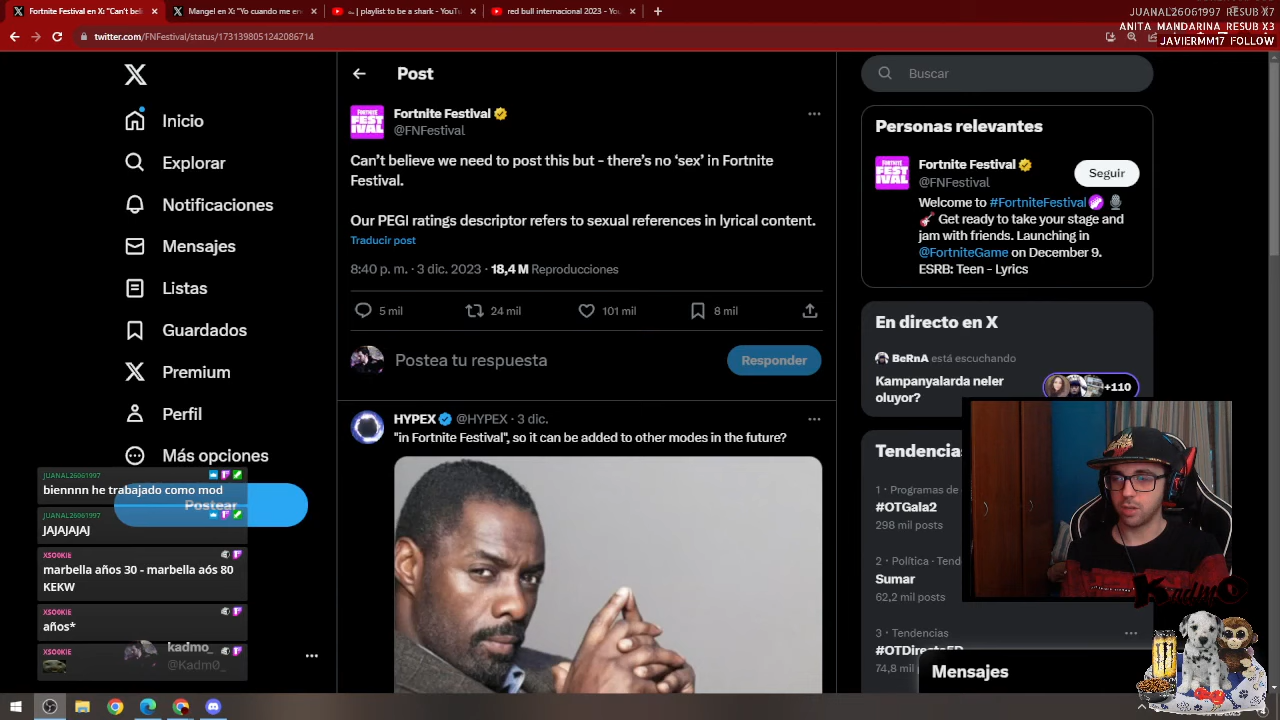 Fortnite Festival en X: "Can't beli
Mangel en X: "Yo cuando me en
playlist to be a shark - YouTu
red bull internacional 2023 - You
JUANAL26061997 RESUB X7
ANITA_MANDARINA RESUB X3
JAVIERMM17 FOLLOW
twitter.com/FNFestival/status/1731398051242086714
Inicio
Explorar
Notificaciones
Mensajes
Listas
Guardados
Premium
Perfil
Más opciones
Postear
kadmo_
@Kadm0_
JUANAL26061997
biennnn he trabajado como mod
JUANAL26061997
JAJAJAJAJ
XSOOKIE
marbella años 30 - marbella aós 80
KEKW
XSOOKIE
años*
XSOOKIE
Post
FORTNITE
FEST
IVAL
Fortnite Festival
@FNFestival
Can't believe we need to post this but - there's no 'sex' in Fortnite
Festival.
Our PEGI ratings descriptor refers to sexual references in lyrical content.
Traducir post
8:40 p. m. · 3 dic. 2023 · 18,4 M Reproducciones
5 mil
24 mil
101 mil
8 mil
Postea tu respuesta
Responder
HYPEX @HYPEX · 3 dic.
"in Fortnite Festival", so it can be added to other modes in the future?
Buscar
Personas relevantes
FORTNITE
FEST
IVAL
Fortnite Festival
@FNFestival
Seguir
Welcome to #FortniteFestival
Get ready to take your stage and
jam with friends. Launching in
@FortniteGame on December 9.
ESRB: Teen - Lyrics
En directo en X
BeRnA está escuchando
Kampanyalarda neler
oluyor?
+110
Tendencias
1 · Programas de
#OTGala2
298 mil posts
2 · Política · Tend
Sumar
62,2 mil posts
3 · Tendencias
#OTDirecto5D
74,8 mil
Mensajes
KadmO